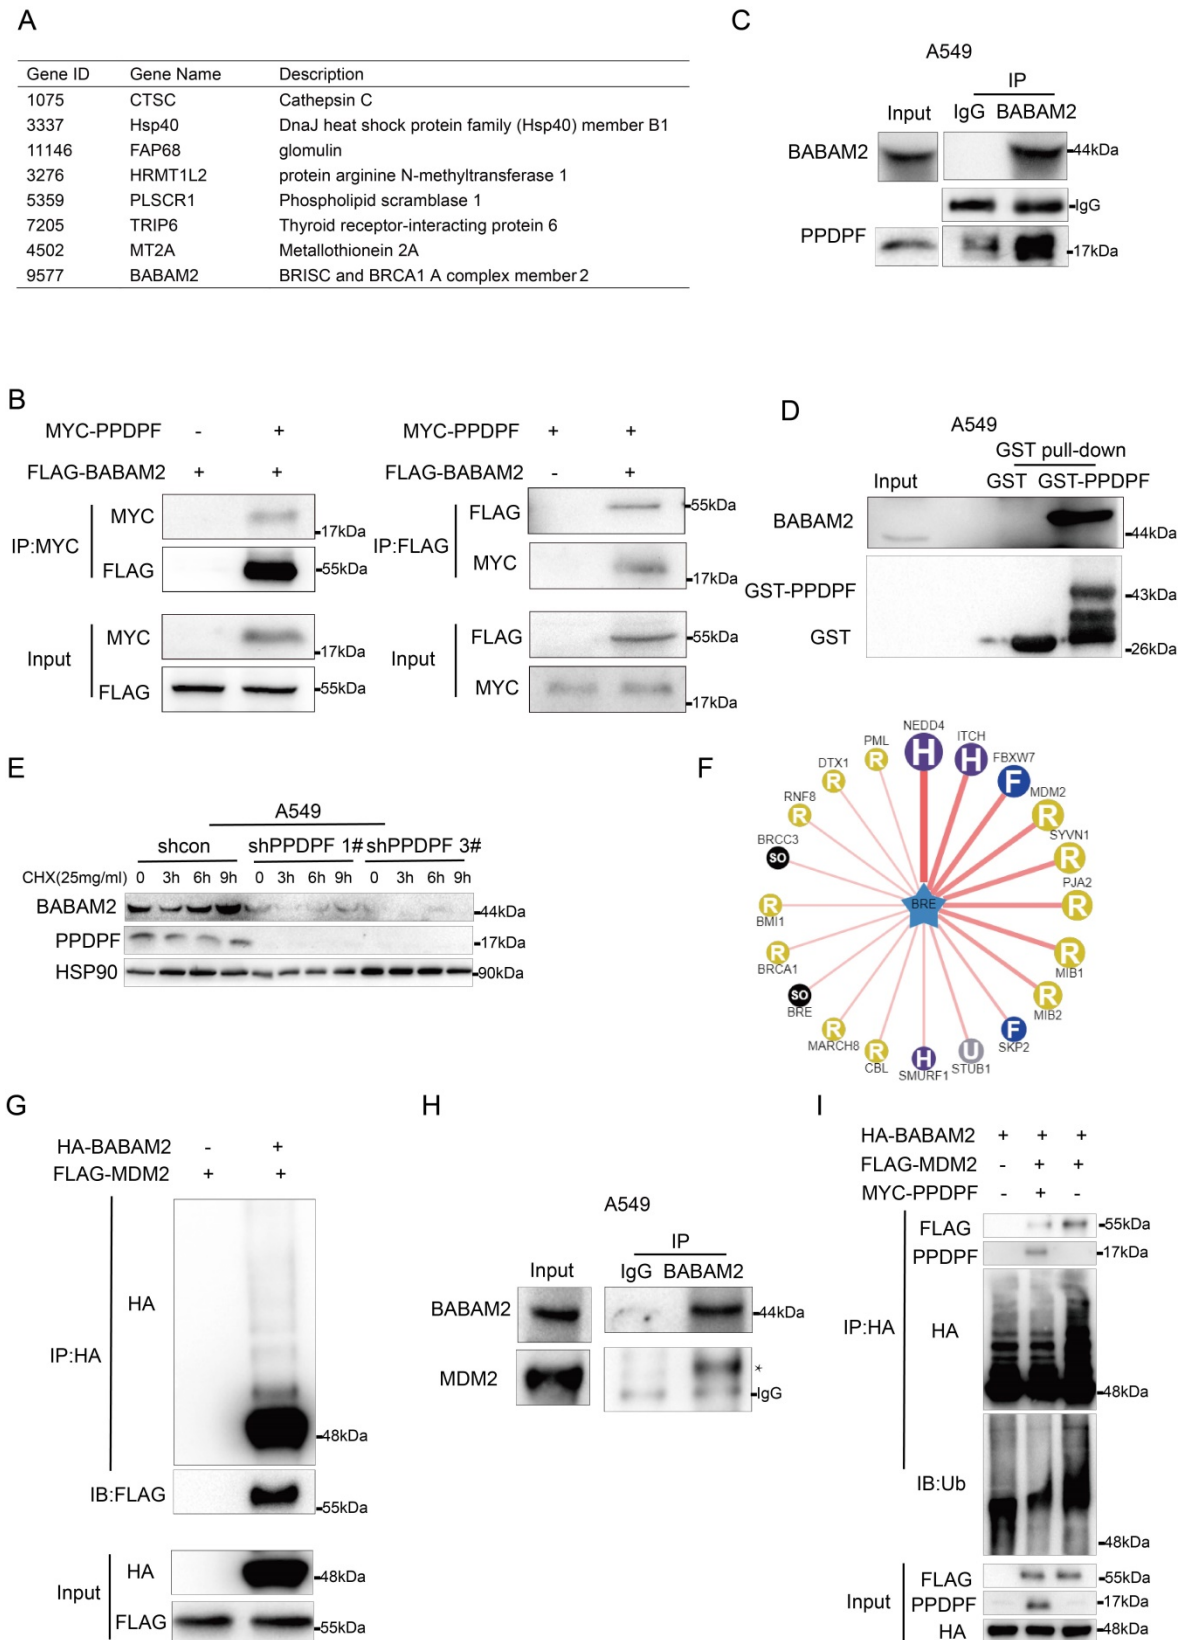 A
Gene ID Gene Name Description
1075 CTSC Cathepsin C
3337 Hsp40 DnaJ heat shock protein family (Hsp40) member B1
11146 FAP68 glomulin
3276 HRMT1L2 protein arginine N-methyltransferase 1
5359 PLSCR1 Phospholipid scramblase 1
7205 TRIP6 Thyroid receptor-interacting protein 6
4502 MT2A Metallothionein 2A
9577 BABAM2 BRISC and BRCA1 A complex member 2
C
A549
IP
Input IgG BABAM2
BABAM2 44kDa
IgG
PPDPF 17kDa
B
MYC-PPDPF - +
FLAG-BABAM2 + +
IP:MYC
MYC 17kDa
FLAG 55kDa
Input
MYC 17kDa
FLAG 55kDa
MYC-PPDPF + +
FLAG-BABAM2 - +
IP:FLAG
FLAG 55kDa
MYC 17kDa
Input
FLAG 55kDa
MYC 17kDa
D
A549
GST pull-down
Input GST GST-PPDPF
BABAM2 44kDa
GST-PPDPF 43kDa
GST 26kDa
E
A549
shcon shPPDPF 1# shPPDPF 3#
CHX(25mg/ml) 0 3h 6h 9h 0 3h 6h 9h 0 3h 6h 9h
BABAM2 44kDa
PPDPF 17kDa
HSP90 90kDa
F
NEDD4
H
ITCH
H
FBXW7
F
MDM2
R
SYVN1
R
PJA2
R
MIB1
R
MIB2
R
SKP2
F
STUB1
U
SMURF1
H
CBL
R
MARCH8
R
BRE
SO
BRCA1
R
BMI1
R
BRCC3
SO
RNF8
R
DTX1
R
PML
R
BRE
G
HA-BABAM2 - +
FLAG-MDM2 + +
IP:HA
HA 48kDa
IB:FLAG 55kDa
Input
HA 48kDa
FLAG 55kDa
H
A549
IP
Input IgG BABAM2
BABAM2 44kDa
MDM2 *
IgG
I
HA-BABAM2 + + +
FLAG-MDM2 - + +
MYC-PPDPF - + -
IP:HA
FLAG 55kDa
PPDPF 17kDa
HA 48kDa
IB:Ub 48kDa
Input
FLAG 55kDa
PPDPF 17kDa
HA 48kDa